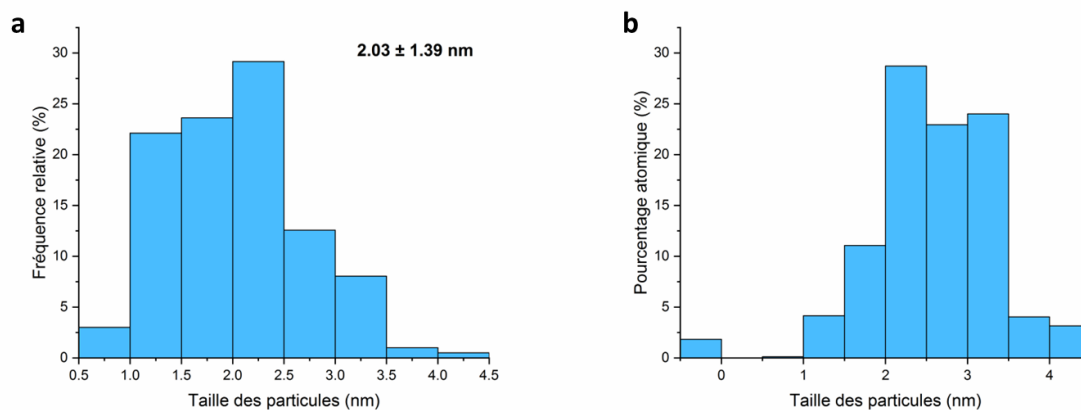 a
2.03 ± 1.39 nm
Fréquence relative (%)
30
25
20
15
10
5
0
0.5 1.0 1.5 2.0 2.5 3.0 3.5 4.0 4.5
Taille des particules (nm)
b
Pourcentage atomique (%)
30
25
20
15
10
5
0
0 1 2 3 4
Taille des particules (nm)